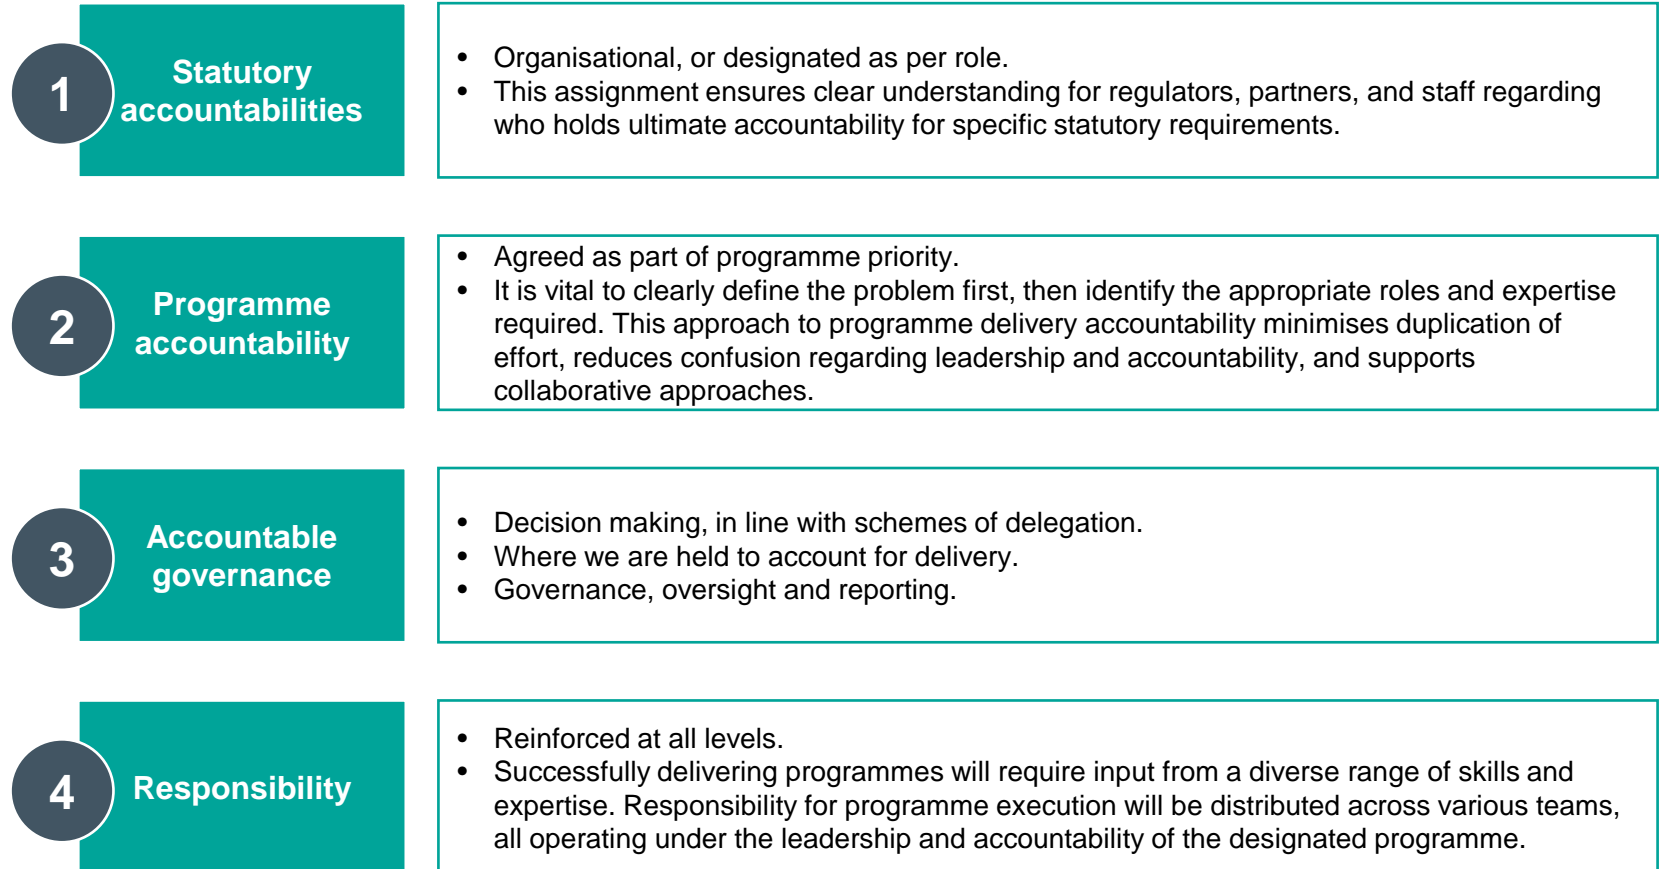 1
Statutory
accountabilities
• Organisational, or designated as per role.
• This assignment ensures clear understanding for regulators, partners, and staff regarding
who holds ultimate accountability for specific statutory requirements.
2
Programme
accountability
• Agreed as part of programme priority.
• It is vital to clearly define the problem first, then identify the appropriate roles and expertise
required. This approach to programme delivery accountability minimises duplication of
effort, reduces confusion regarding leadership and accountability, and supports
collaborative approaches.
3
Accountable
governance
• Decision making, in line with schemes of delegation.
• Where we are held to account for delivery.
• Governance, oversight and reporting.
4
Responsibility
• Reinforced at all levels.
• Successfully delivering programmes will require input from a diverse range of skills and
expertise. Responsibility for programme execution will be distributed across various teams,
all operating under the leadership and accountability of the designated programme.